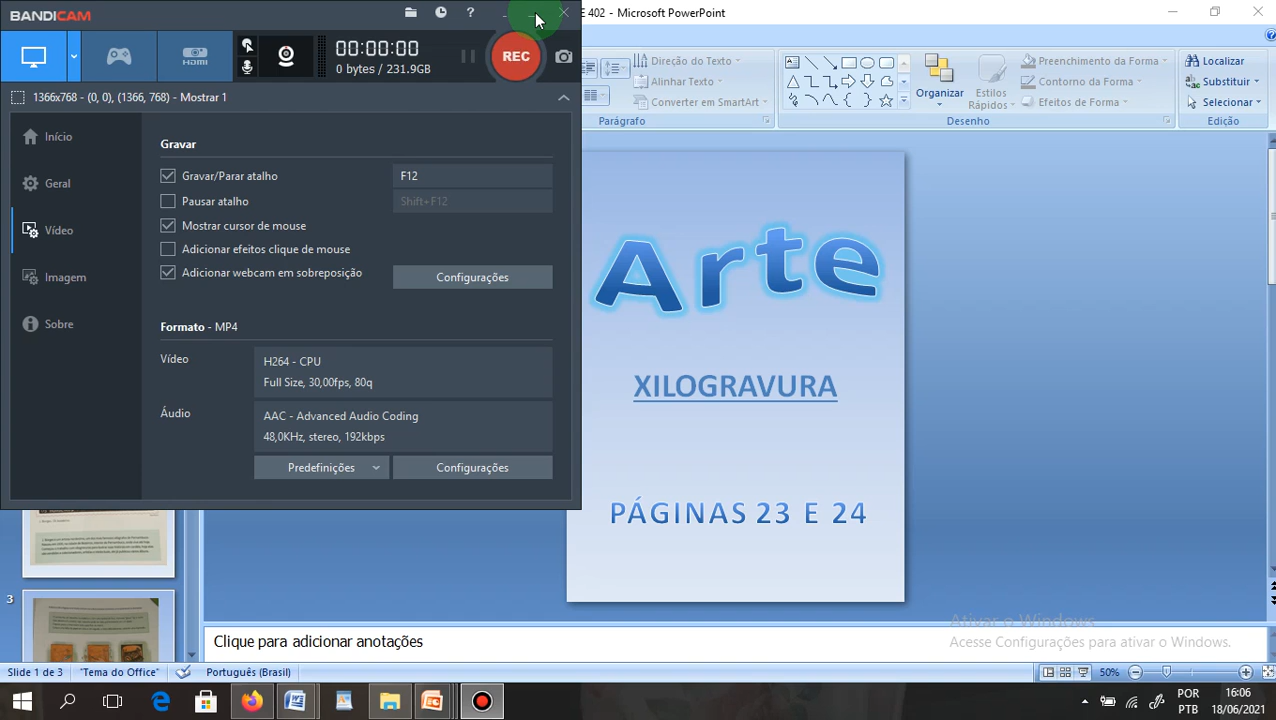 BANDICAM
?
E 402 - Microsoft PowerPoint
HDMI
00:00:00
0 bytes / 231.9GB
REC
1366x768 - (0, 0), (1366, 768) - Mostrar 1
Início
Geral
Vídeo
Imagem
Sobre
Gravar
Gravar/Parar atalho
F12
Pausar atalho
Shift+F12
Mostrar cursor de mouse
Adicionar efeitos clique de mouse
Adicionar webcam em sobreposição
Configurações
Formato - MP4
Vídeo
H264 - CPU
Full Size, 30,00fps, 80q
Áudio
AAC - Advanced Audio Coding
48,0KHz, stereo, 192kbps
Predefinições
Configurações
Direção do Texto
Alinhar Texto
Converter em SmartArt
Parágrafo
Organizar
Estilos
Rápidos
Preenchimento da Forma
Contorno da Forma
Efeitos de Forma
Desenho
Localizar
Substituir
Selecionar
Edição
Arte
XILOGRAVURA
PÁGINAS 23 E 24
3
Clique para adicionar anotações
Ativar o Windows
Acesse Configurações para ativar o Windows.
Slide 1 de 3
"Tema do Office"
Português (Brasil)
50%
POR
PTB
16:06
18/06/2021